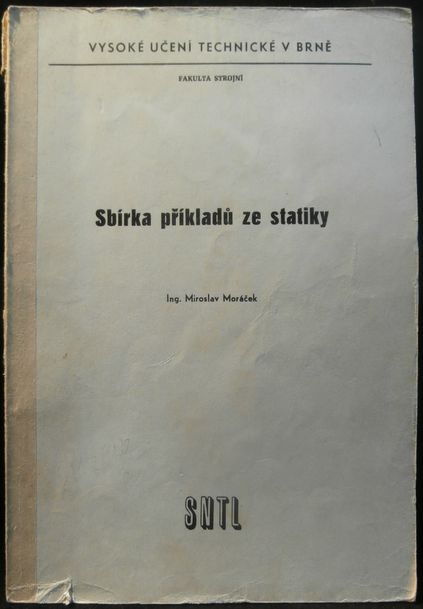 VYSOKÉ UČENÍ TECHNICKÉ V BRNĚ
FAKULTA STROJNÍ
Sbírka příkladů ze statiky
Ing. Miroslav Moráček
SNTL